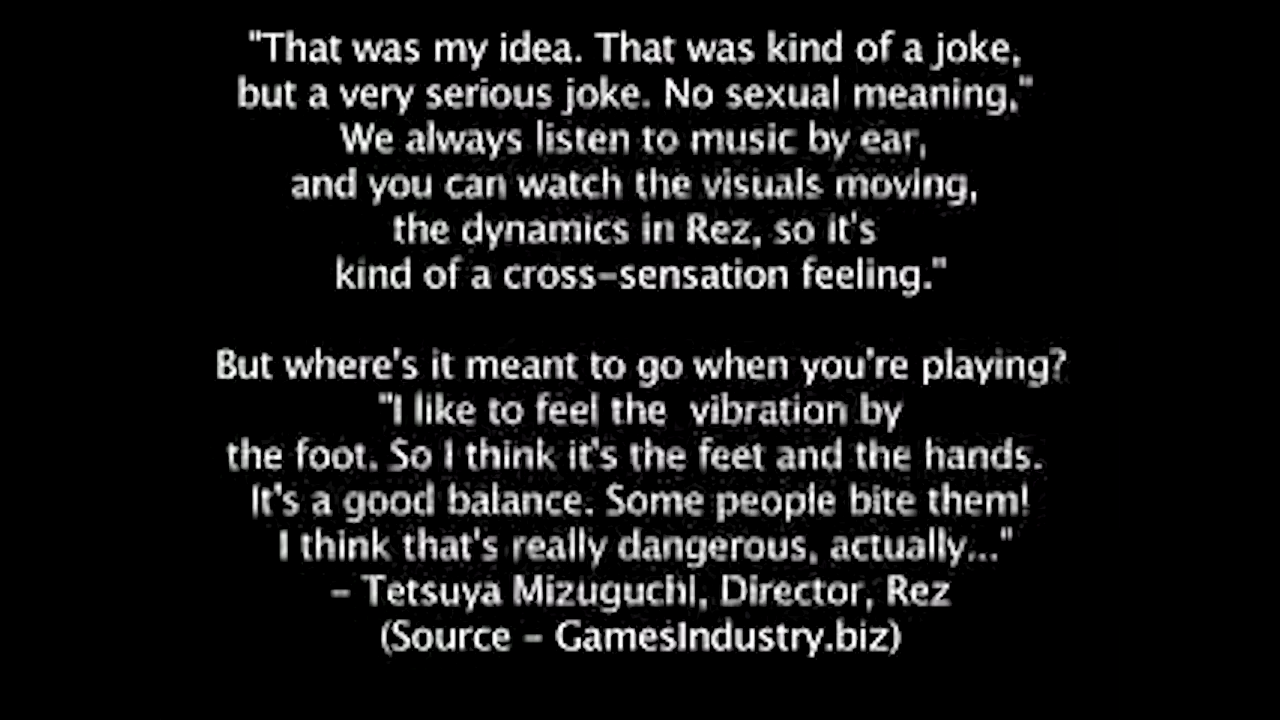 "That was my idea. That was kind of a joke,
but a very serious joke. No sexual meaning,"
We always listen to music by ear,
and you can watch the visuals moving,
the dynamics in Rez, so it's
kind of a cross-sensation feeling."
But where's it meant to go when you're playing?
"I like to feel the  vibration by
the foot. So I think it's the feet and the hands.
It's a good balance. Some people bite them!
I think that's really dangerous, actually..."
- Tetsuya Mizuguchi, Director, Rez
(Source - GamesIndustry.biz)